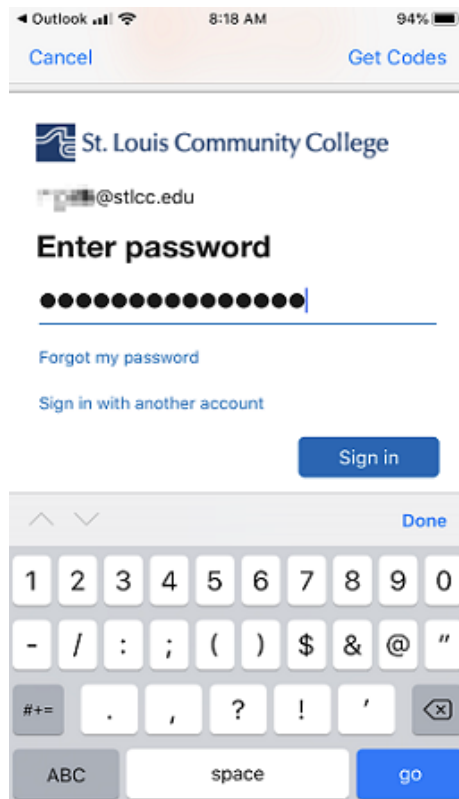 Outlook 8:18 AM 94%
Cancel Get Codes
St. Louis Community College
@stlcc.edu
Enter password
Forgot my password
Sign in with another account
Sign in
Done
1 2 3 4 5 6 7 8 9 0
- / : ; ( ) $ & @ "
#+= . , ? ! '
ABC space go